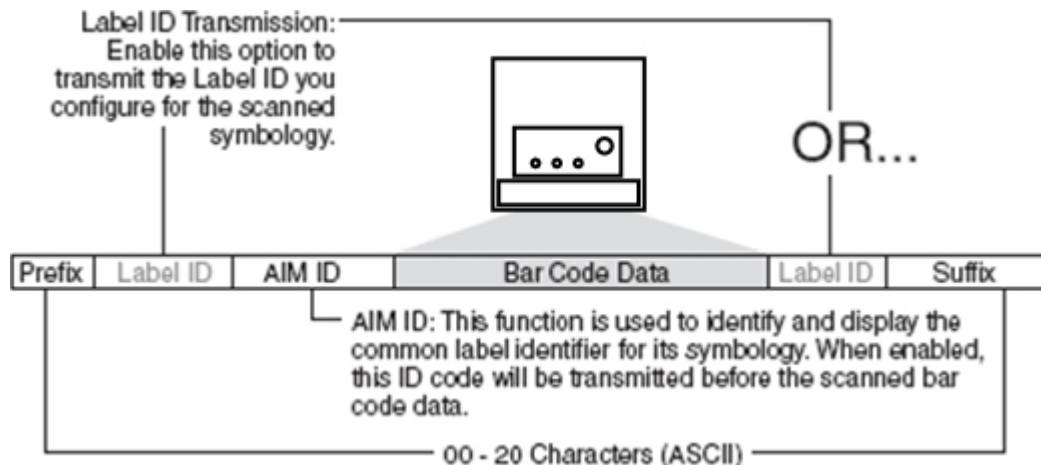 Label ID Transmission:
Enable this option to
transmit the Label ID you
configure for the scanned
symbology.
OR...
Prefix Label ID AIM ID Bar Code Data Label ID Suffix
AIM ID: This function is used to identify and display the
common label identifier for its symbology. When enabled,
this ID code will be transmitted before the scanned bar
code data.
00 - 20 Characters (ASCII)